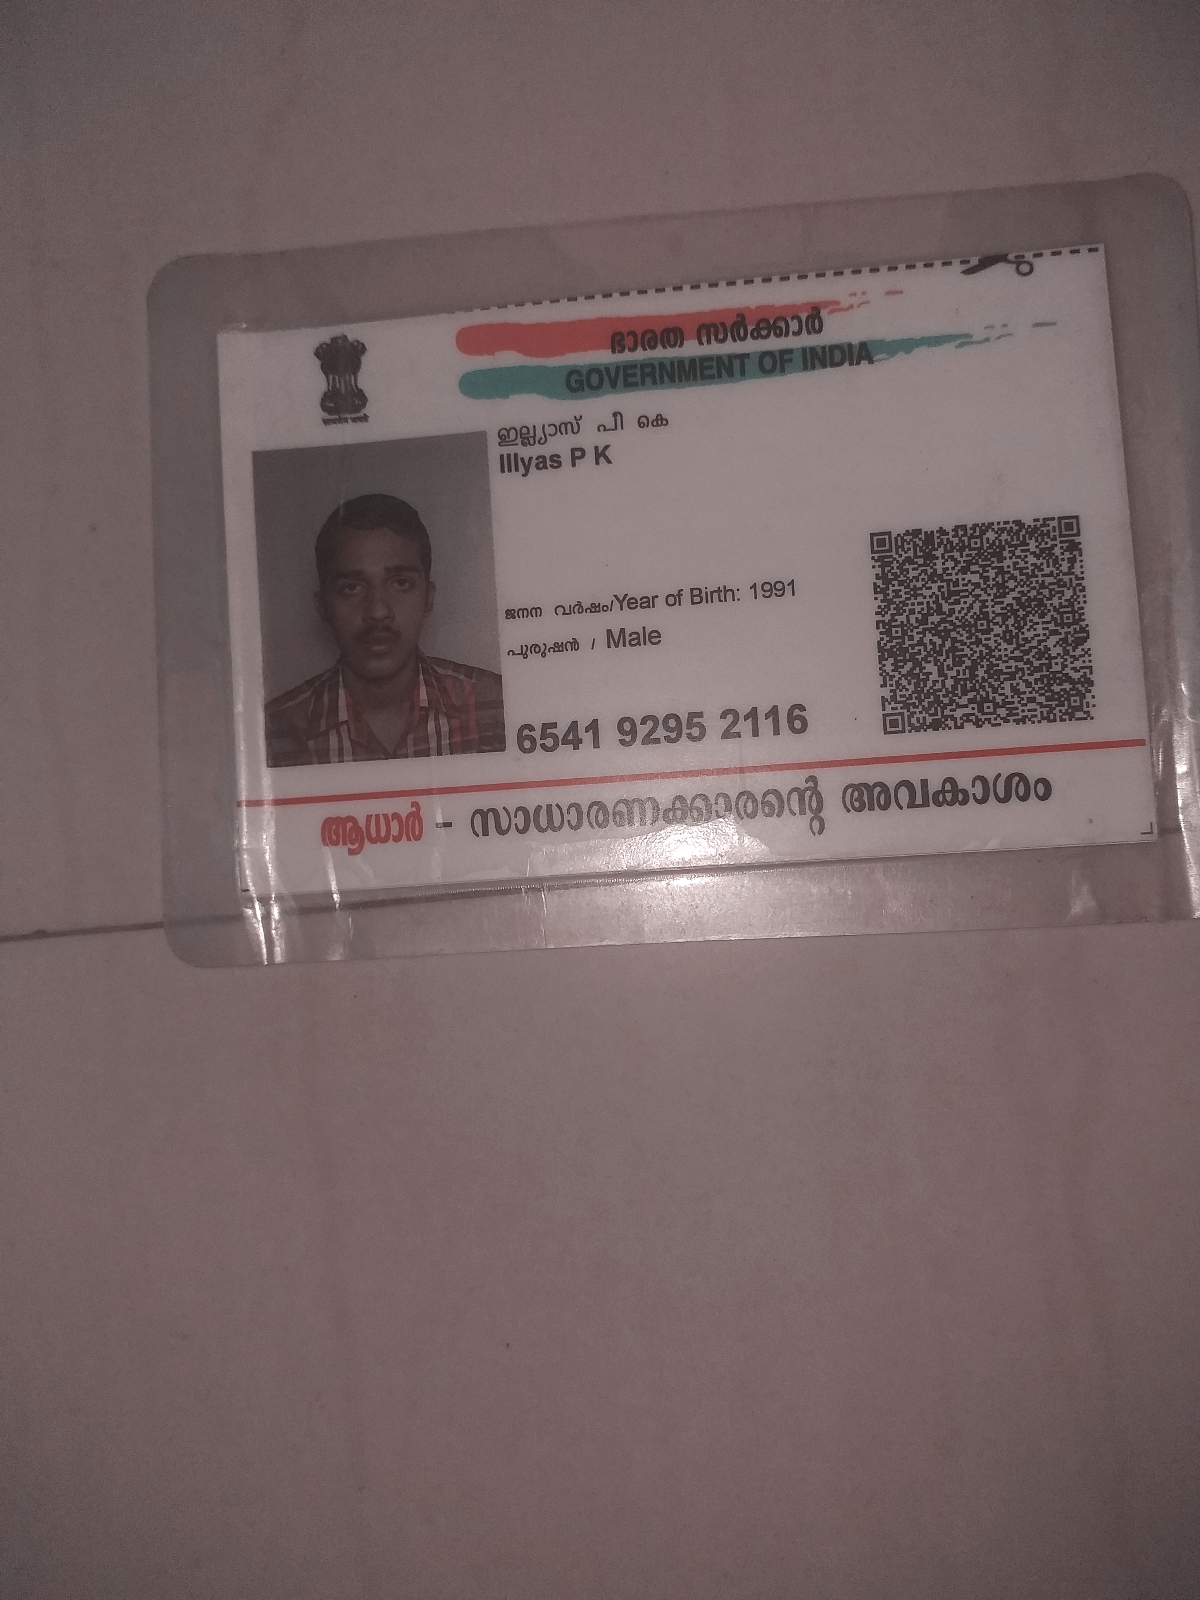 ഭാരത സർക്കാർ
GOVERNMENT OF INDIA
ഇല്ല്യാസ് പീ കെ
Illyas P K
ജനന വർഷം/Year of Birth: 1991
പുരുഷൻ / Male
6541 9295 2116
ആധാർ - സാധാരണക്കാരന്റെ അവകാശം